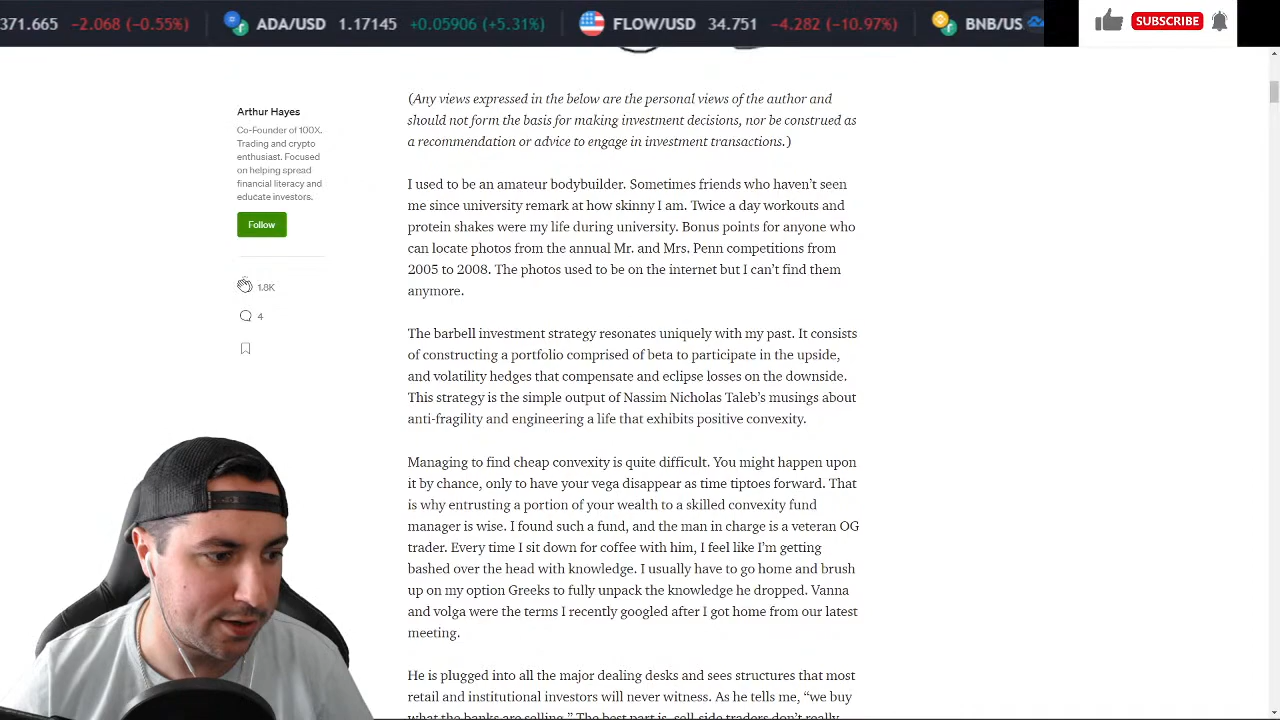 371.665 -2.068 (-0.55%) ADA/USD 1.17145 +0.05906 (+5.31%) FLOW/USD 34.751 -4.282 (-10.97%) BNB/US
SUBSCRIBE
Arthur Hayes
Co-Founder of 100X.
Trading and crypto
enthusiast. Focused
on helping spread
financial literacy and
educate investors.
Follow
1.8K
4
(Any views expressed in the below are the personal views of the author and
should not form the basis for making investment decisions, nor be construed as
a recommendation or advice to engage in investment transactions.)
I used to be an amateur bodybuilder. Sometimes friends who haven't seen
me since university remark at how skinny I am. Twice a day workouts and
protein shakes were my life during university. Bonus points for anyone who
can locate photos from the annual Mr. and Mrs. Penn competitions from
2005 to 2008. The photos used to be on the internet but I can't find them
anymore.
The barbell investment strategy resonates uniquely with my past. It consists
of constructing a portfolio comprised of beta to participate in the upside,
and volatility hedges that compensate and eclipse losses on the downside.
This strategy is the simple output of Nassim Nicholas Taleb's musings about
anti-fragility and engineering a life that exhibits positive convexity.
Managing to find cheap convexity is quite difficult. You might happen upon
it by chance, only to have your vega disappear as time tiptoes forward. That
is why entrusting a portion of your wealth to a skilled convexity fund
manager is wise. I found such a fund, and the man in charge is a veteran OG
trader. Every time I sit down for coffee with him, I feel like I'm getting
bashed over the head with knowledge. I usually have to go home and brush
up on my option Greeks to fully unpack the knowledge he dropped. Vanna
and volga were the terms I recently googled after I got home from our latest
meeting.
He is plugged into all the major dealing desks and sees structures that most
retail and institutional investors will never witness. As he tells me, "we buy
what the banks are selling." The best part is, sell-side traders don't really